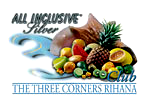 ALL INCLUSIVE
Silver
Club
THE THREE CORNERS RIHANA